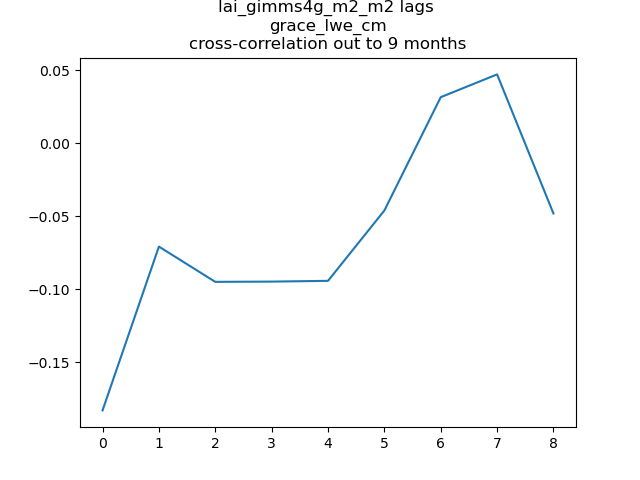 lai_gimms4g_m2_m2 lags
grace_lwe_cm
cross-correlation out to 9 months
0.05
0.00
−0.05
−0.10
−0.15
0 1 2 3 4 5 6 7 8